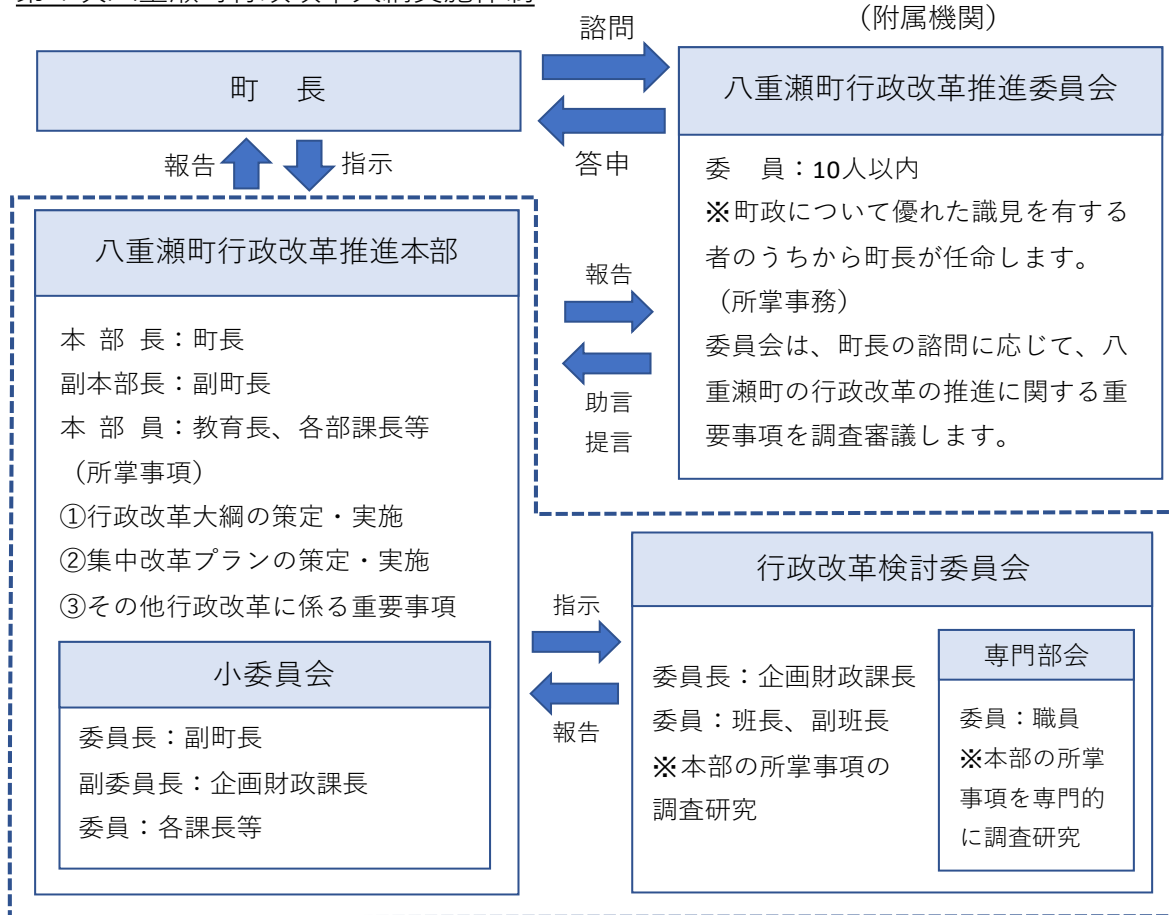 八重瀬町行政改革大綱実施体制
(附属機関)
諮問
町 長
八重瀬町行政改革推進委員会
答申
報告
指示
委 員：10人以内
※町政について優れた識見を有する
者のうちから町長が任命します。
（所掌事務）
委員会は、町長の諮問に応じて、八
重瀬町の行政改革の推進に関する重
要事項を調査審議します。
八重瀬町行政改革推進本部
報告
助言
提言
本 部 長：町長
副本部長：副町長
本 部 員：教育長、各部課長等
（所掌事項）
①行政改革大綱の策定・実施
②集中改革プランの策定・実施
③その他行政改革に係る重要事項
小委員会
委員長：副町長
副委員長：企画財政課長
委員：各課長等
指示
報告
行政改革検討委員会
委員長：企画財政課長
委員：班長、副班長
※本部の所掌事項の
調査研究
専門部会
委員：職員
※本部の所掌
事項を専門的
に調査研究